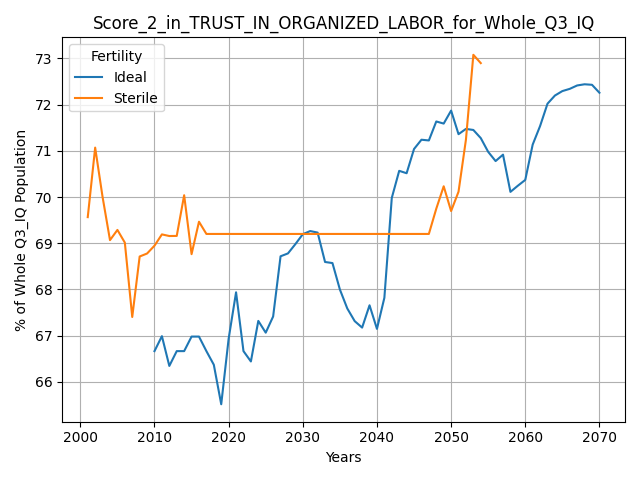 Score_2_in_TRUST_IN_ORGANIZED_LABOR_for_Whole_Q3_IQ
Fertility
Ideal
Sterile
% of Whole Q3_IQ Population
73
72
71
70
69
68
67
66
2000
2010
2020
2030
2040
2050
2060
2070
Years